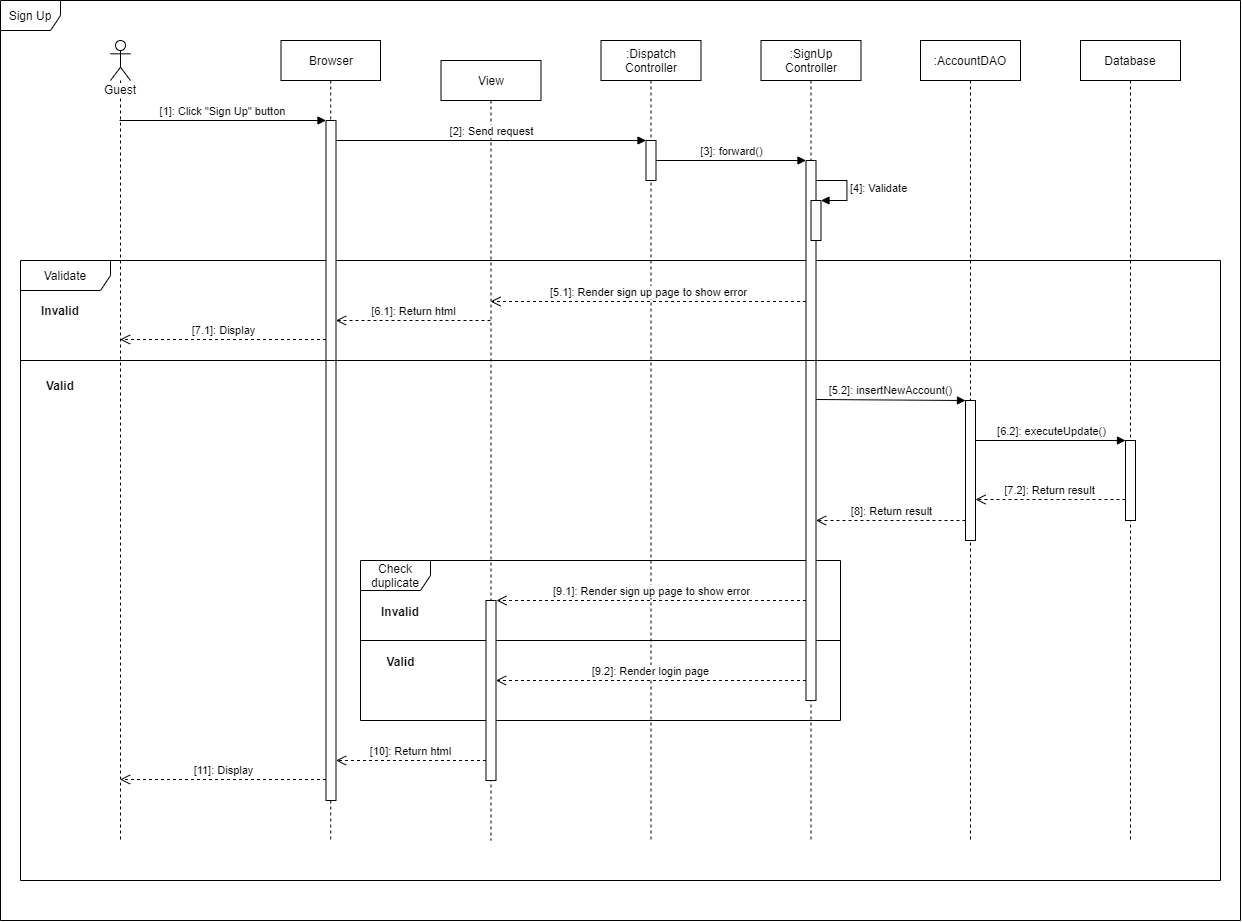 Sign Up
Guest
Browser
View
:Dispatch
Controller
:SignUp
Controller
:AccountDAO
Database
[1]: Click "Sign Up" button
[2]: Send request
[3]: forward()
[4]: Validate
Validate
Invalid
[5.1]: Render sign up page to show error
[6.1]: Return html
[7.1]: Display
Valid
[5.2]: insertNewAccount()
[6.2]: executeUpdate()
[7.2]: Return result
[8]: Return result
Check
duplicate
Invalid
[9.1]: Render sign up page to show error
Valid
[9.2]: Render login page
[10]: Return html
[11]: Display